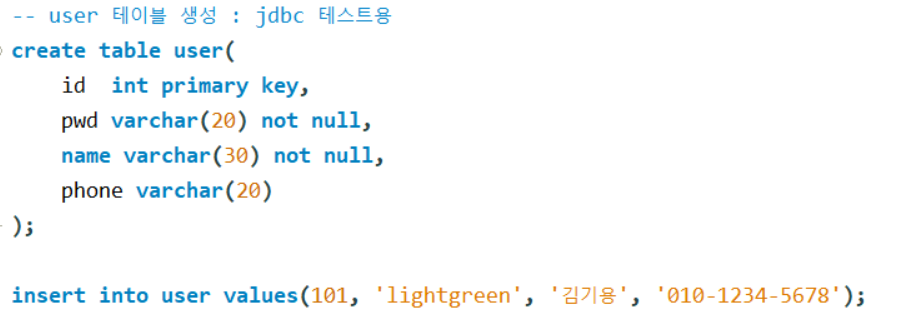 -- user 테이블 생성 : jdbc 테스트용
create table user(
    id  int primary key,
    pwd varchar(20) not null,
    name varchar(30) not null,
    phone varchar(20)
);
insert into user values(101, 'lightgreen', '김기용', '010-1234-5678');